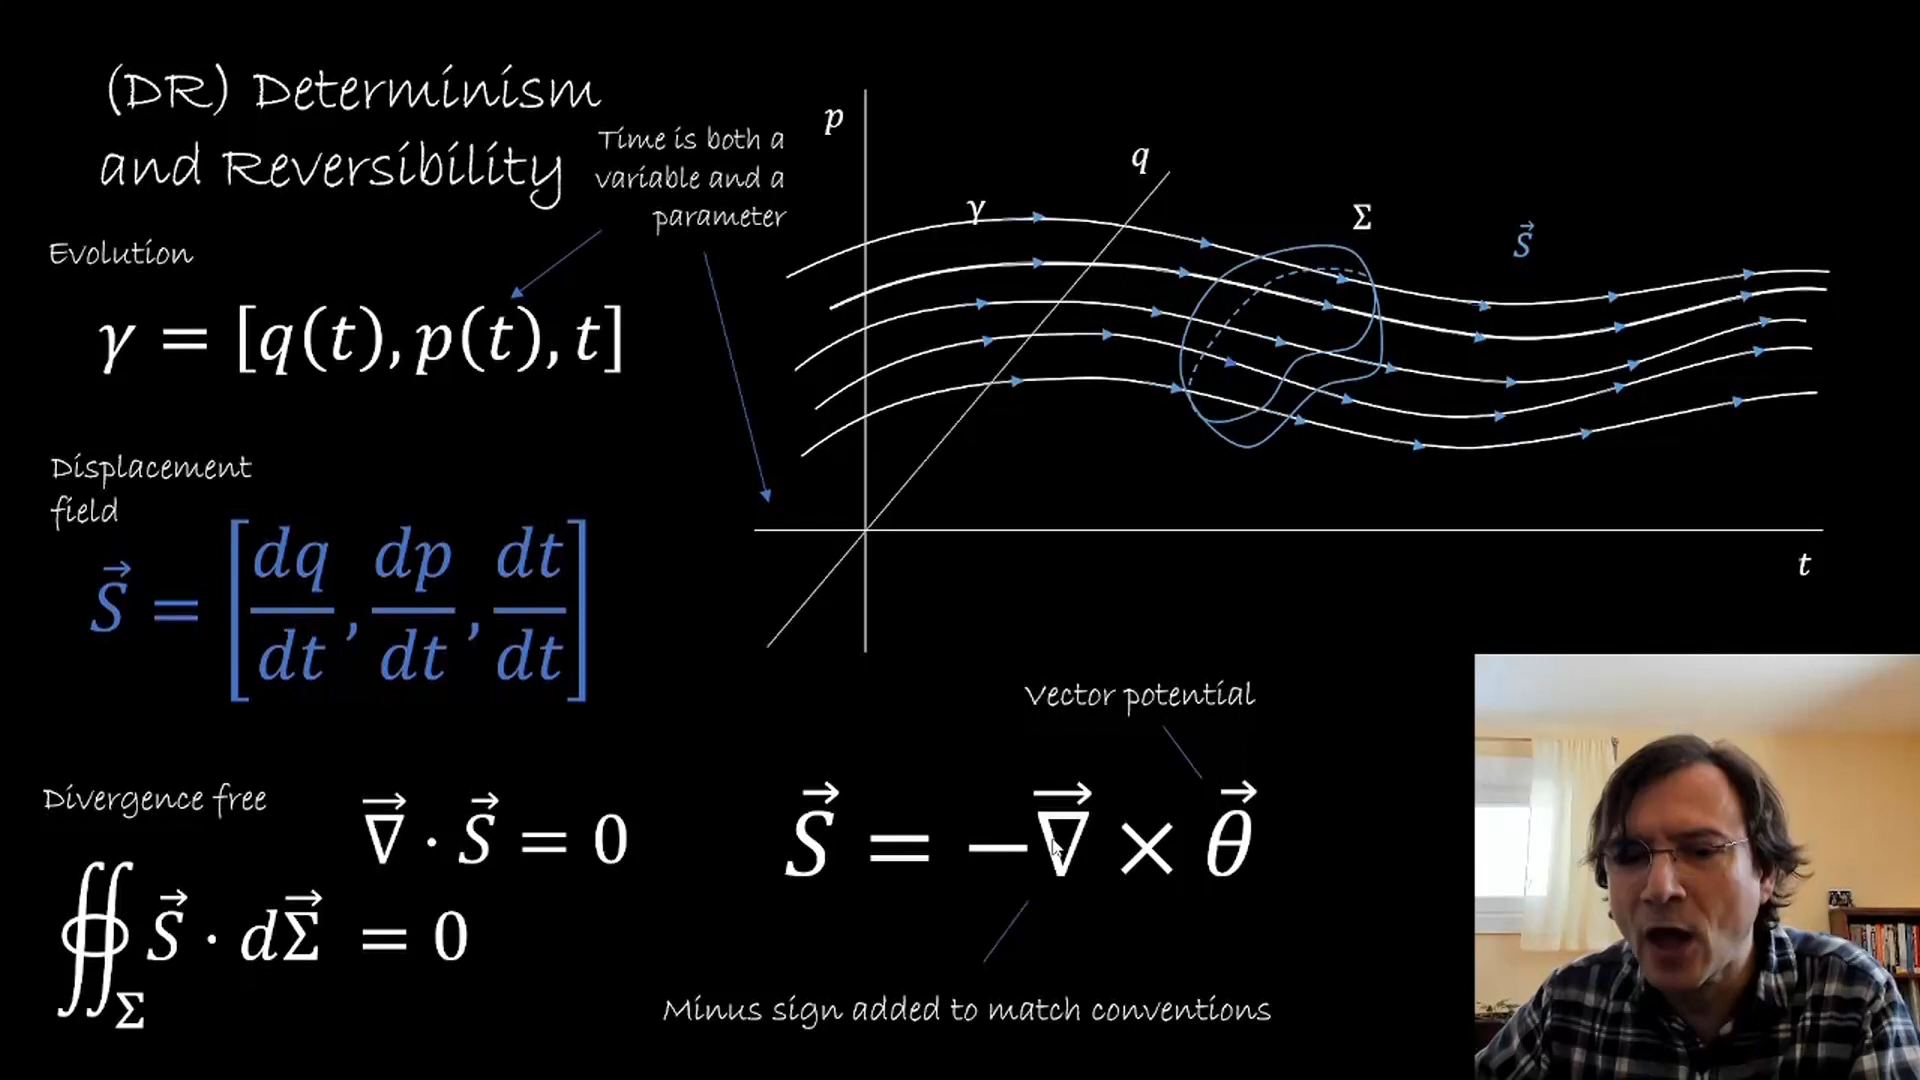 (DR) Determinism
and Reversibility
Time is both a
variable and a
parameter
Evolution
γ = [q(t), p(t), t]
Displacement
field
S⃗ = [dq/dt, dp/dt, dt/dt]
Divergence free
∇⃗ · S⃗ = 0
∯_Σ S⃗ · dΣ⃗ = 0
p
q
γ
Σ
S⃗
t
Vector potential
S⃗ = −∇⃗ × θ⃗
Minus sign added to match conventions